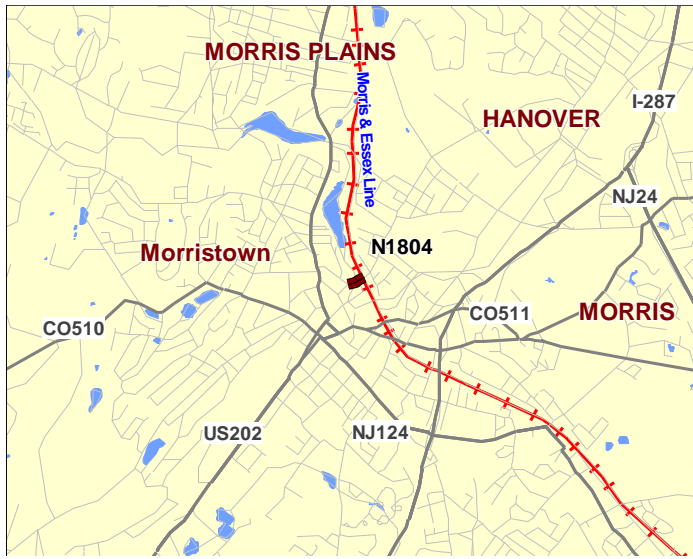 MORRIS PLAINS
Morris & Essex Line
HANOVER
I-287
NJ24
Morristown
N1804
CO510
CO511
MORRIS
US202
NJ124